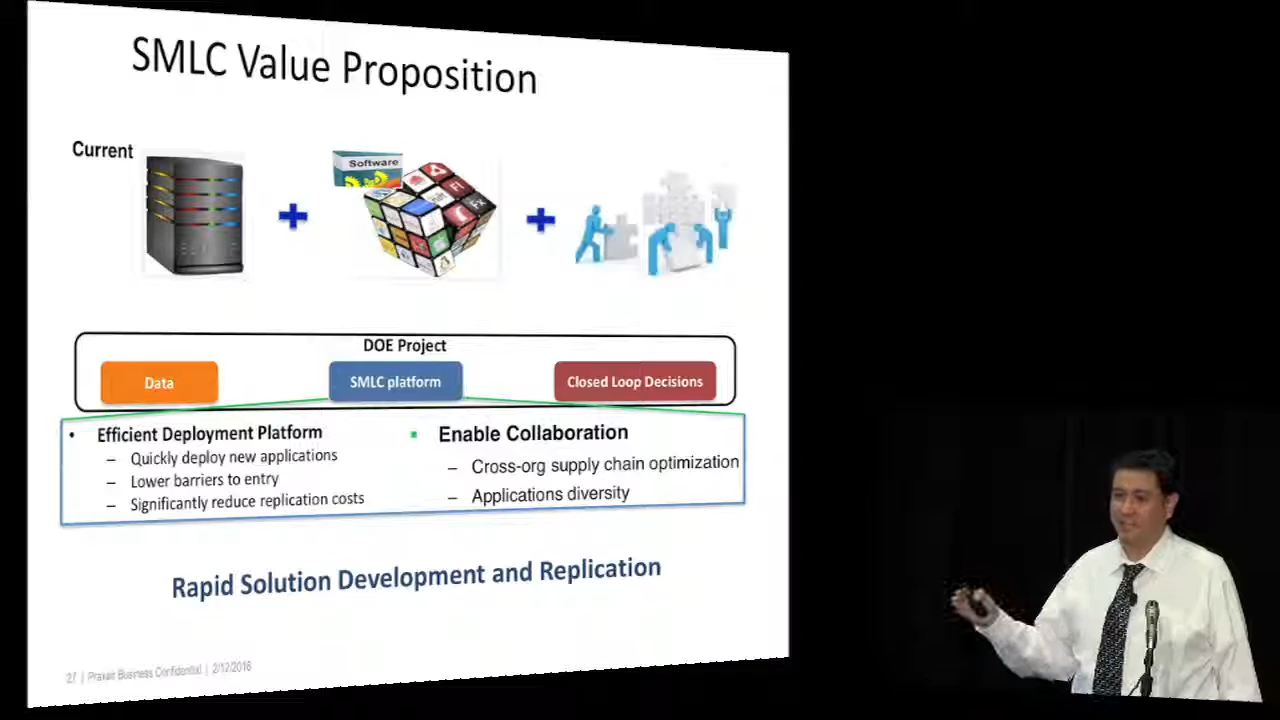 SMLC Value Proposition
Current
Software
DOE Project
Data
SMLC platform
Closed Loop Decisions
• Efficient Deployment Platform
– Quickly deploy new applications
– Lower barriers to entry
– Significantly reduce replication costs
▪ Enable Collaboration
– Cross-org supply chain optimization
– Applications diversity
Rapid Solution Development and Replication
27 | Praxair Business Confidential | 2/12/2016